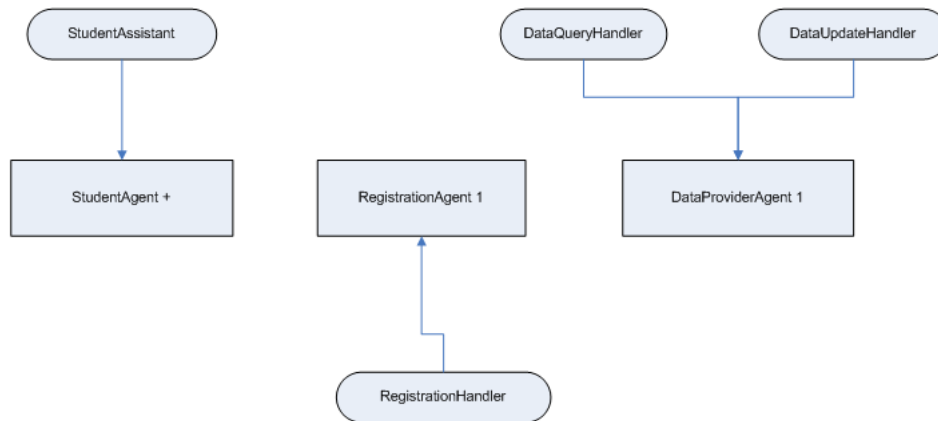 StudentAssistant
DataQueryHandler
DataUpdateHandler
StudentAgent +
RegistrationAgent 1
DataProviderAgent 1
RegistrationHandler